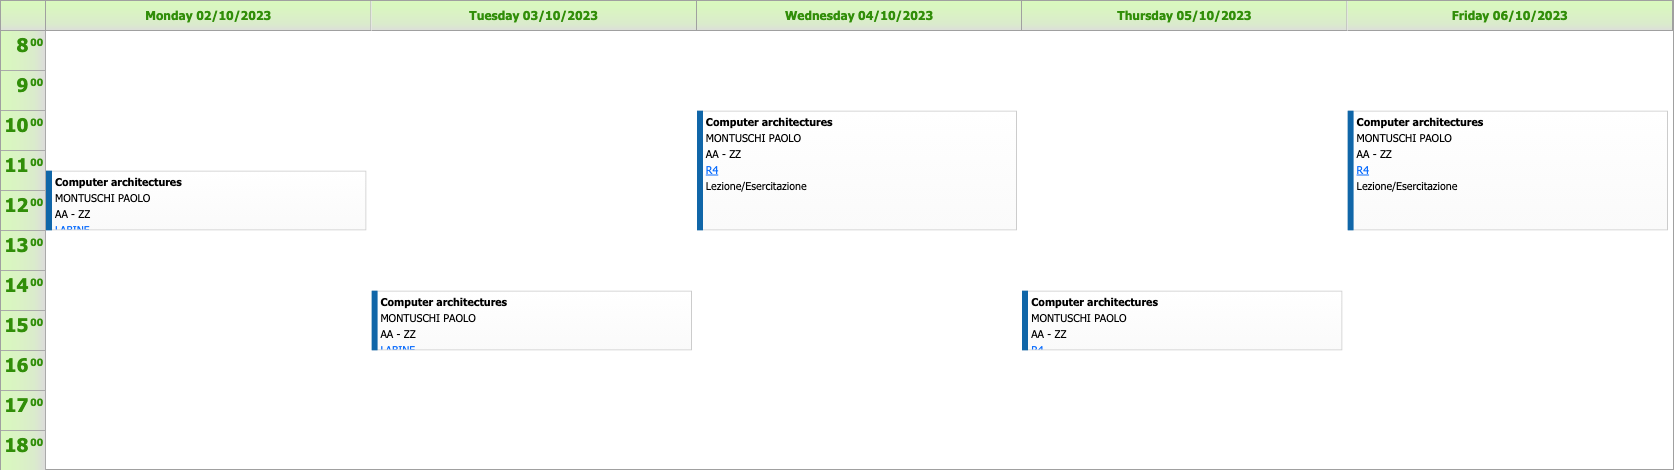 Monday 02/10/2023
Tuesday 03/10/2023
Wednesday 04/10/2023
Thursday 05/10/2023
Friday 06/10/2023
8 00
9 00
10 00
11 00
12 00
13 00
14 00
15 00
16 00
17 00
18 00
Computer architectures
MONTUSCHI PAOLO
AA - ZZ
LABINF
Computer architectures
MONTUSCHI PAOLO
AA - ZZ
LABINF
Computer architectures
MONTUSCHI PAOLO
AA - ZZ
R4
Lezione/Esercitazione
Computer architectures
MONTUSCHI PAOLO
AA - ZZ
R4
Computer architectures
MONTUSCHI PAOLO
AA - ZZ
R4
Lezione/Esercitazione